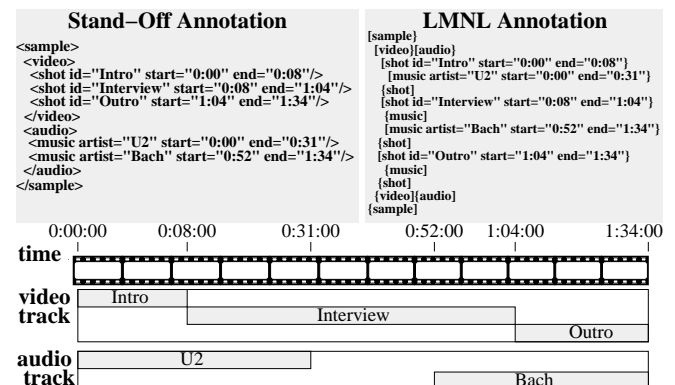 Stand-Off Annotation
<sample>
<video>
<shot id="Intro" start="0:00" end="0:08"/>
<shot id="Interview" start="0:08" end="1:04"/>
<shot id="Outro" start="1:04" end="1:34"/>
</video>
<audio>
<music artist="U2" start="0:00" end="0:31"/>
<music artist="Bach" start="0:52" end="1:34"/>
</audio>
</sample>
LMNL Annotation
[sample}
[video}[audio}
[shot id="Intro" start="0:00" end="0:08"}
[music artist="U2" start="0:00" end="0:31"}
{shot]
[shot id="Interview" start="0:08" end="1:04"}
{music]
[music artist="Bach" start="0:52" end="1:34"}
{shot]
[shot id="Outro" start="1:04" end="1:34"}
{music]
{shot]
{video]{audio]
{sample]
0:00:00 0:08:00 0:31:00 0:52:00 1:04:00 1:34:00
time
video track
Intro
Interview
Outro
audio track
U2
Bach